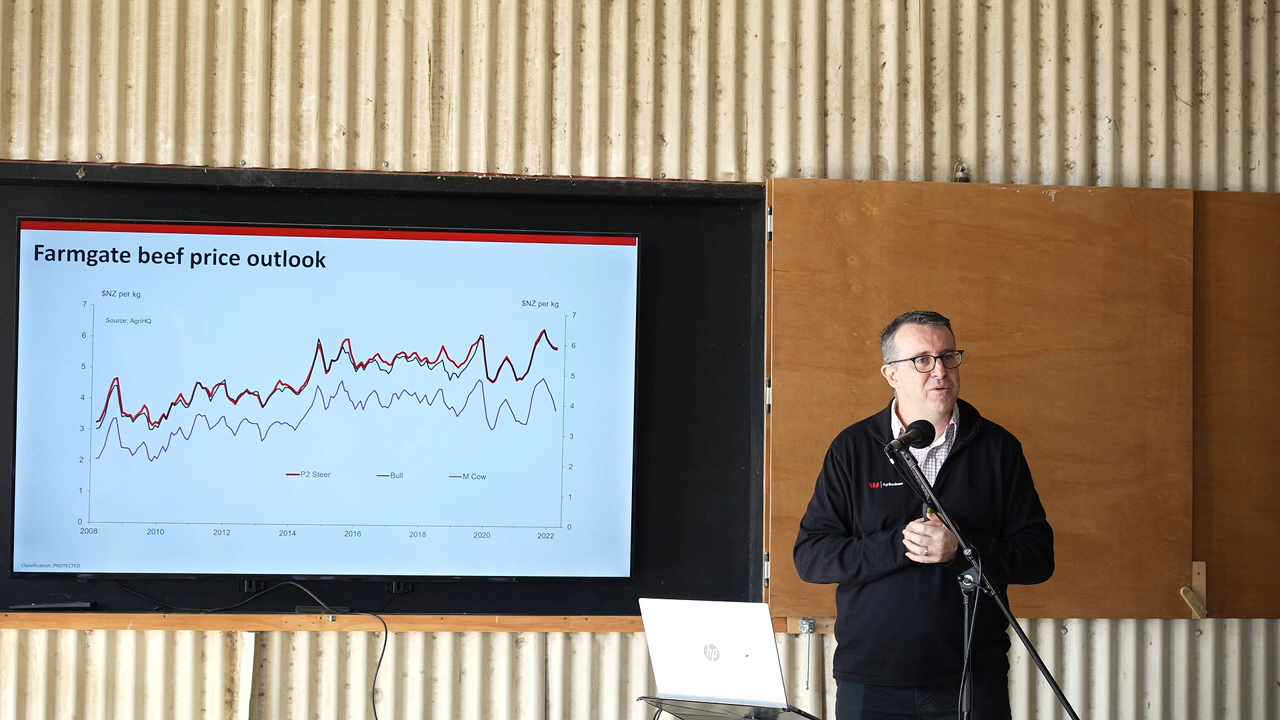 Farmgate beef price outlook
$NZ per kg
$NZ per kg
Source: AgriHQ
7
6
5
4
3
2
1
0
7
6
5
4
3
2
1
0
P2 Steer
Bull
M Cow
2008
2010
2012
2014
2016
2018
2020
2022
Classification: PROTECTED
hp